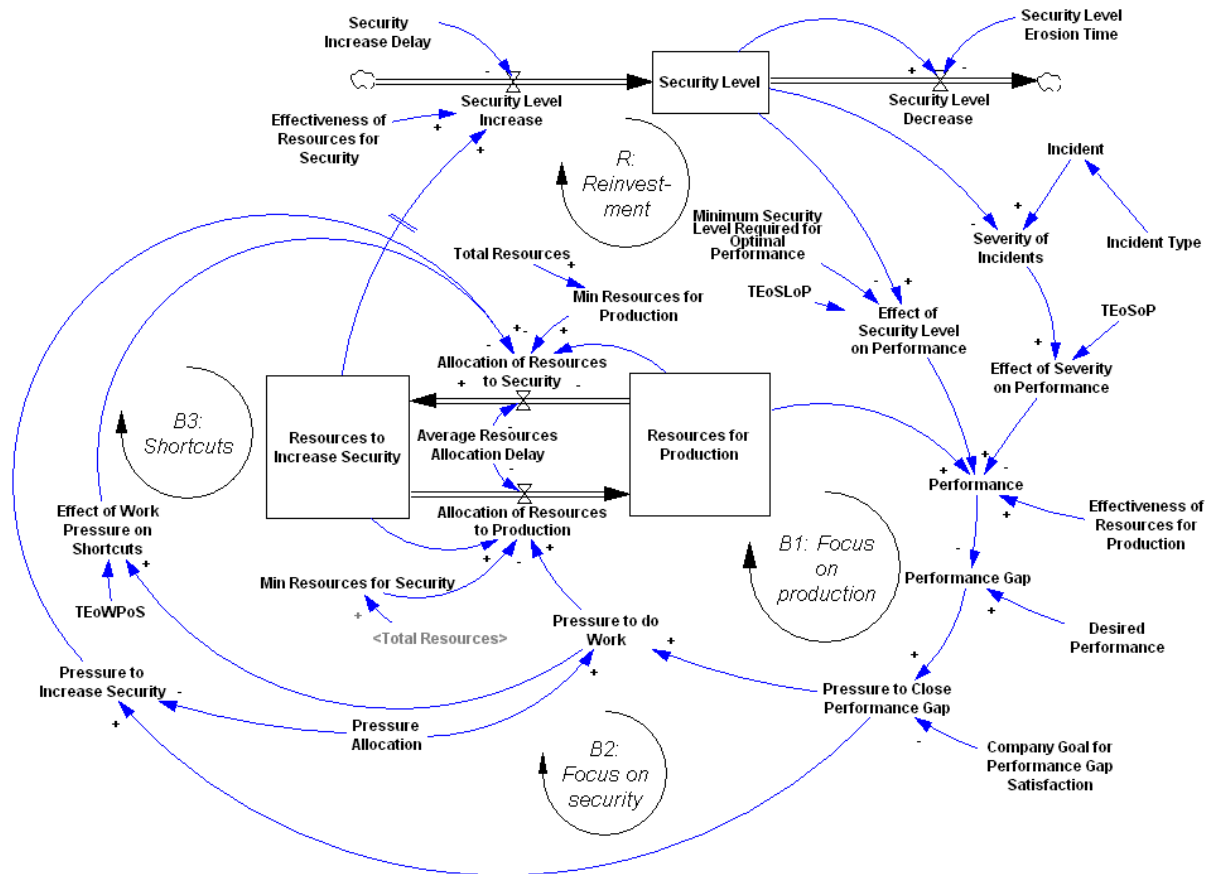 Security
Increase Delay
Security Level
Erosion Time
-
+
-
Security Level
Security Level
Increase
Security Level
Decrease
Effectiveness of
Resources for
Security
+
+
R:
Reinvest-
ment
Incident
+
-
Minimum Security
Level Required for
Optimal
Performance
Severity of
Incidents
Incident Type
Total Resources
+
TEoSLoP
-
+
Min Resources for
Production
Effect of
Security Level
on Performance
TEoSoP
+
-
+
-
+
Allocation of Resources
to Security
Effect of Severity
on Performance
+
-
B3:
Shortcuts
Resources to
Increase Security
Average Resources
Allocation Delay
-
-
Resources for
Production
+
+
-
Performance
+
Effect of Work
Pressure on
Shortcuts
Allocation of Resources
to Production
Effectiveness of
Resources for
Production
+
+
-
+
B1: Focus
on
production
-
Performance Gap
+
TEoWPoS
Min Resources for Security
+
<Total Resources>
Pressure to do
Work
+
Desired
Performance
+
Pressure to
Increase Security
-
+
+
Pressure to Close
Performance Gap
Pressure
Allocation
-
B2:
Focus on
security
Company Goal for
Performance Gap
Satisfaction